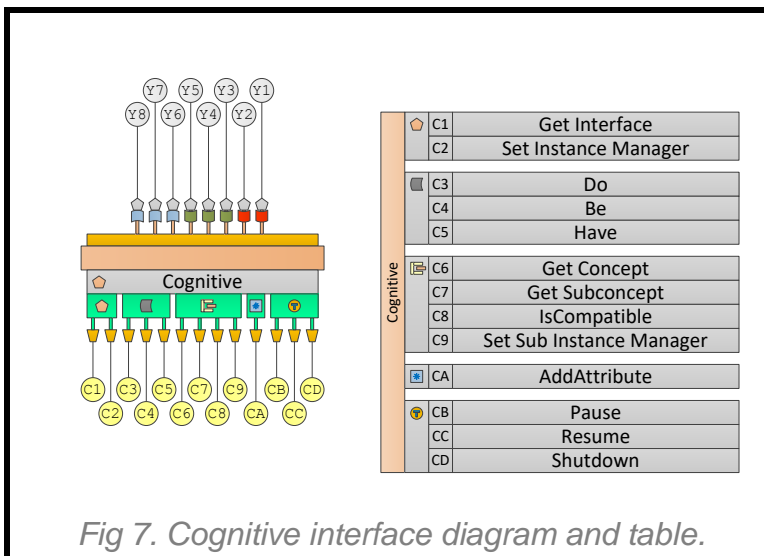 Y7 Y5 Y3 Y1
Y8 Y6 Y4 Y2
Cognitive
C1 C3 C5 C7 C9 CB CD
C2 C4 C6 C8 CA CC
Cognitive
C1 Get Interface
C2 Set Instance Manager
C3 Do
C4 Be
C5 Have
C6 Get Concept
C7 Get Subconcept
C8 IsCompatible
C9 Set Sub Instance Manager
CA AddAttribute
CB Pause
CC Resume
CD Shutdown
Fig 7. Cognitive interface diagram and table.